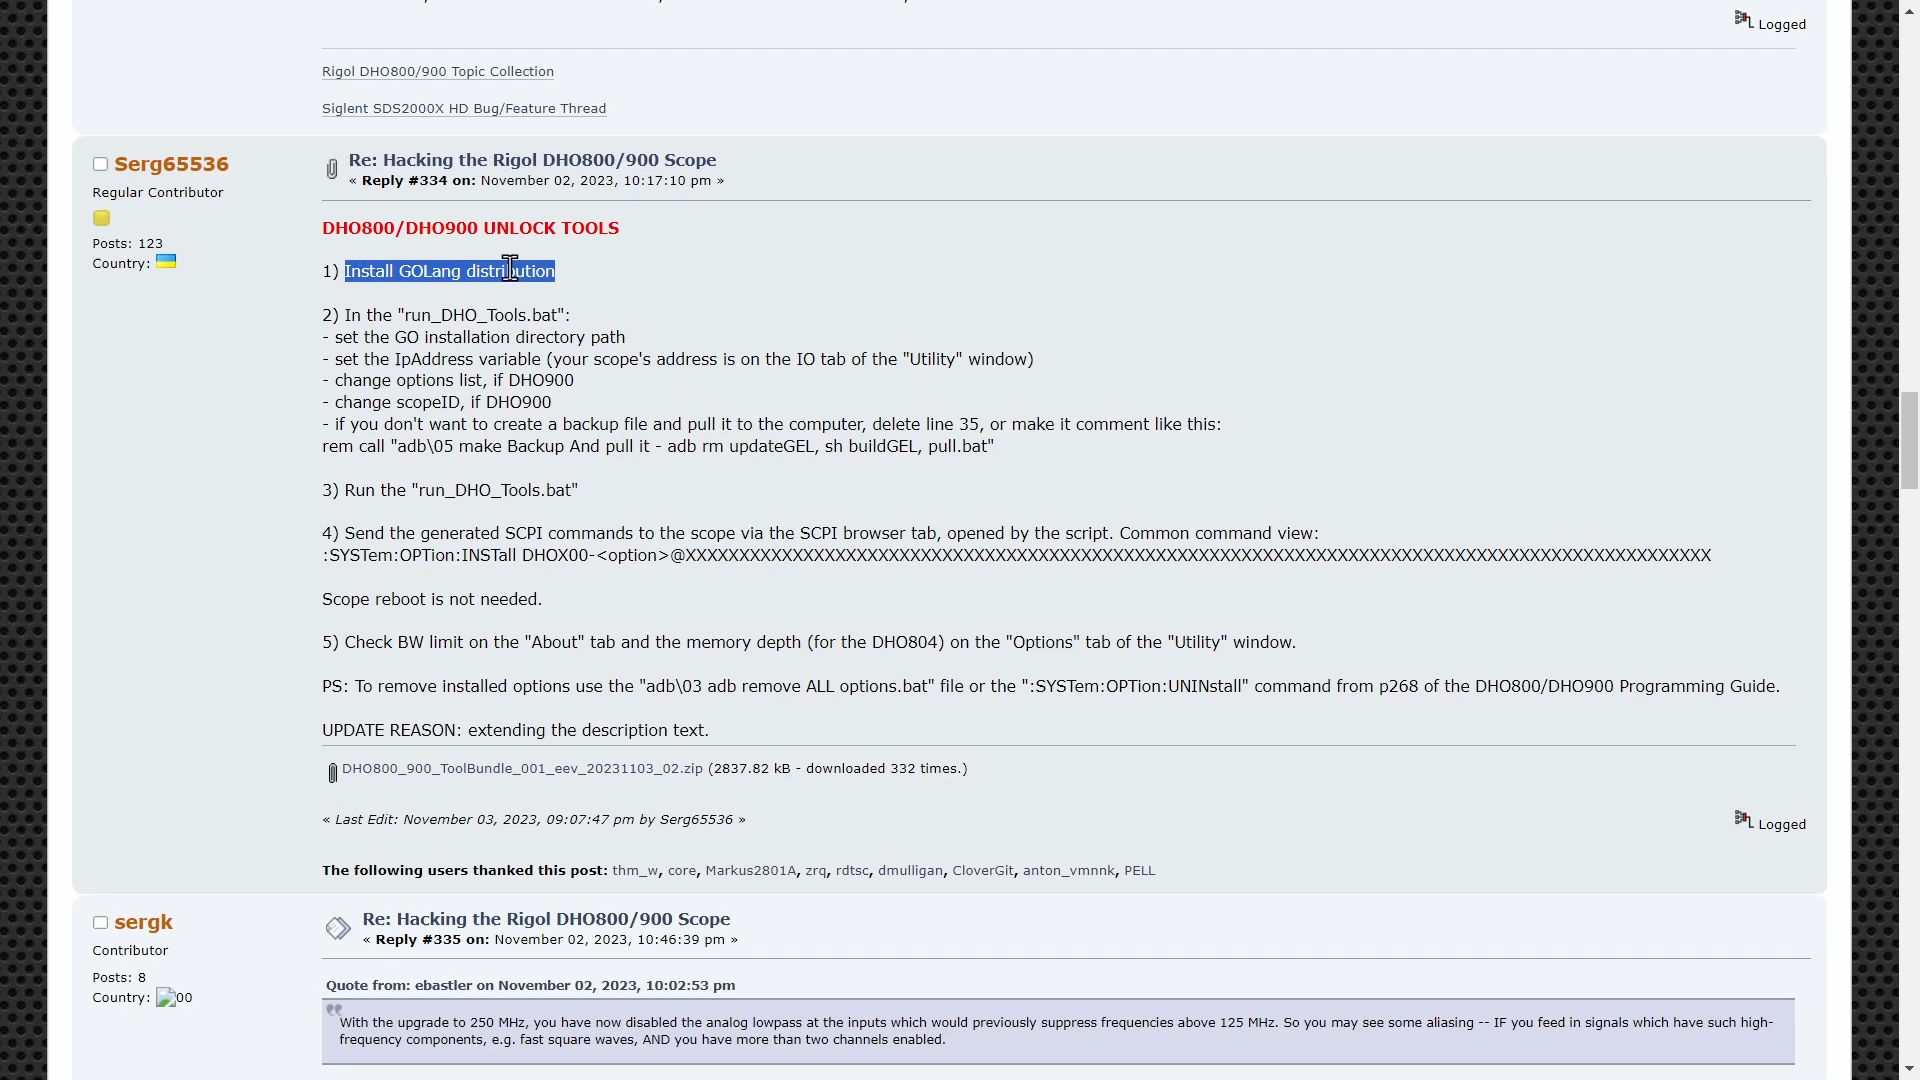 Logged
Rigol DHO800/900 Topic Collection
Siglent SDS2000X HD Bug/Feature Thread
Serg65536
Regular Contributor
Posts: 123
Country:
Re: Hacking the Rigol DHO800/900 Scope
« Reply #334 on: November 02, 2023, 10:17:10 pm »
DHO800/DHO900 UNLOCK TOOLS
1) Install GOLang distribution
2) In the "run_DHO_Tools.bat":
- set the GO installation directory path
- set the IpAddress variable (your scope's address is on the IO tab of the "Utility" window)
- change options list, if DHO900
- change scopeID, if DHO900
- if you don't want to create a backup file and pull it to the computer, delete line 35, or make it comment like this:
rem call "adb\05 make Backup And pull it - adb rm updateGEL, sh buildGEL, pull.bat"
3) Run the "run_DHO_Tools.bat"
4) Send the generated SCPI commands to the scope via the SCPI browser tab, opened by the script. Common command view:
:SYSTem:OPTion:INSTall DHOX00-<option>@XXXXXXXXXXXXXXXXXXXXXXXXXXXXXXXXXXXXXXXXXXXXXXXXXXXXXXXXXXXXXXXXXXXXXXXXXXXXXXXXXXXXXXXXXXXXXXXX
Scope reboot is not needed.
5) Check BW limit on the "About" tab and the memory depth (for the DHO804) on the "Options" tab of the "Utility" window.
PS: To remove installed options use the "adb\03 adb remove ALL options.bat" file or the ":SYSTem:OPTion:UNINstall" command from p268 of the DHO800/DHO900 Programming Guide.
UPDATE REASON: extending the description text.
DHO800_900_ToolBundle_001_eev_20231103_02.zip (2837.82 kB - downloaded 332 times.)
« Last Edit: November 03, 2023, 09:07:47 pm by Serg65536 »
Logged
The following users thanked this post: thm_w, core, Markus2801A, zrq, rdtsc, dmulligan, CloverGit, anton_vmnnk, PELL
sergk
Contributor
Posts: 8
Country: 00
Re: Hacking the Rigol DHO800/900 Scope
« Reply #335 on: November 02, 2023, 10:46:39 pm »
Quote from: ebastler on November 02, 2023, 10:02:53 pm
With the upgrade to 250 MHz, you have now disabled the analog lowpass at the inputs which would previously suppress frequencies above 125 MHz. So you may see some aliasing -- IF you feed in signals which have such high-
frequency components, e.g. fast square waves, AND you have more than two channels enabled.